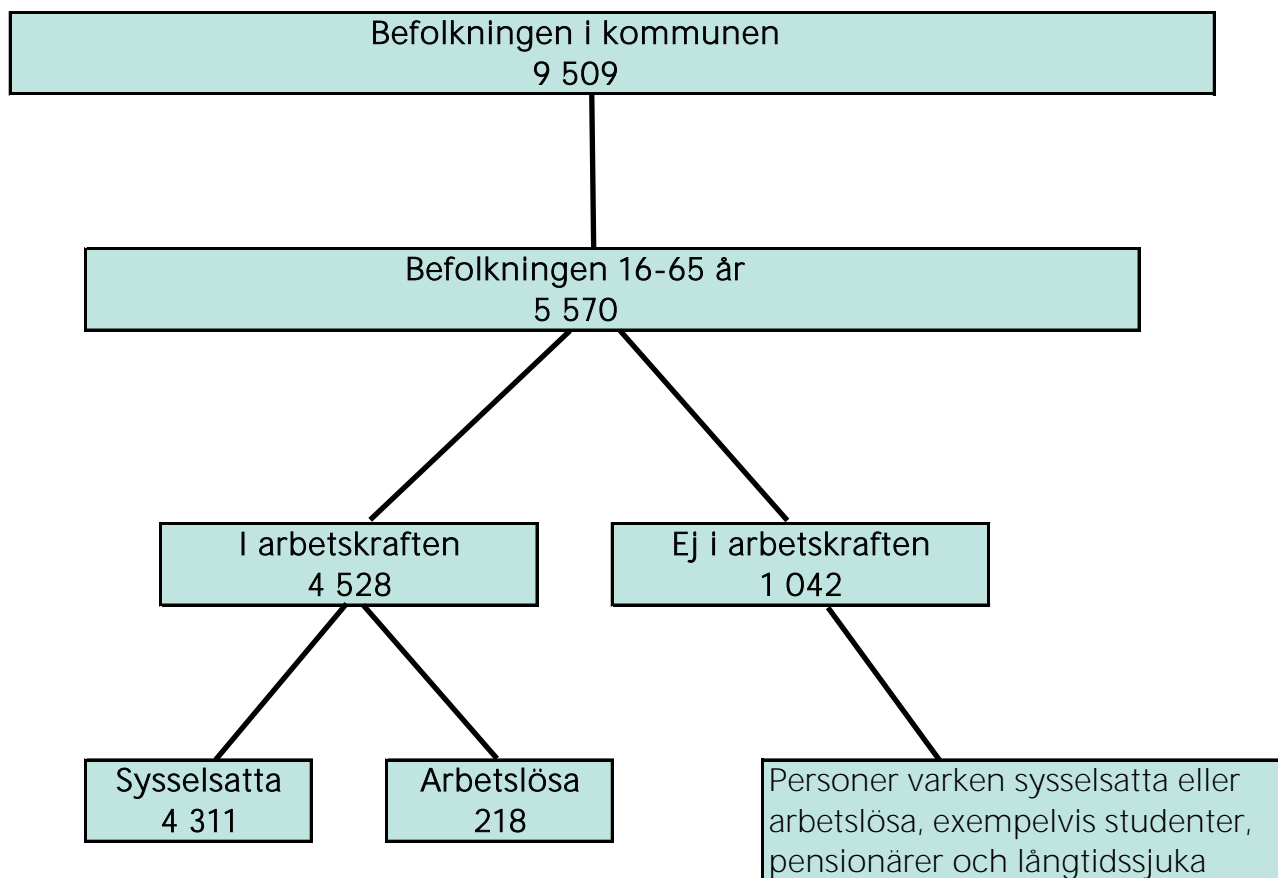 Befolkningen i kommunen
9 509
Befolkningen 16-65 år
5 570
I arbetskraften
4 528
Ej i arbetskraften
1 042
Sysselsatta
4 311
Arbetslösa
218
Personer varken sysselsatta eller
arbetslösa, exempelvis studenter,
pensionärer och långtidssjuka